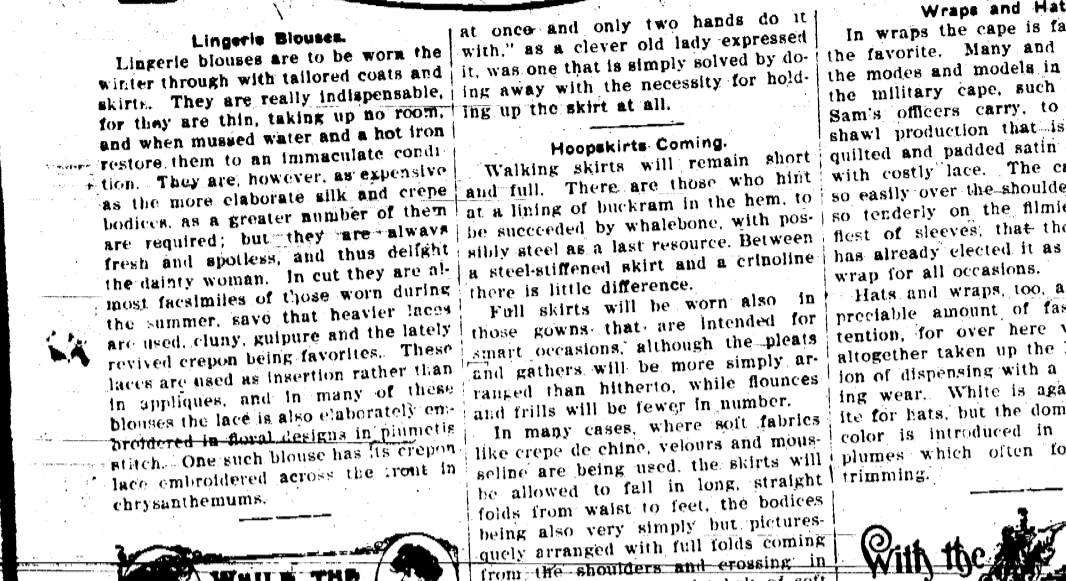 Lingerie Blouses.
Lingerie blouses are to be worn the
winter through with tailored coats and
skirts. They are really indispensable,
for they are thin, taking up no room,
and when mussed water and a hot iron
restore them to an immaculate condi-
tion. They are, however, as expensive
as the more elaborate silk and crepe
bodices, as a greater number of them
are required; but they are always
fresh and spotless, and thus delight
the dainty woman. In cut they are al-
most facsimiles of those worn during
the summer, save that heavier laces
are used, cluny, guipure and the lately
revived crepon being favorites. These
laces are used as insertion rather than
in appliques, and in many of these
blouses the lace is also elaborately em-
broidered in floral designs in plumetis
stitch. One such blouse has its crepon
lace embroidered across the front in
chrysanthemums.
WHILE THE
at once and only two hands do it
with," as a clever old lady expressed
it, was one that is simply solved by do-
ing away with the necessity for hold-
ing up the skirt at all.
Hoopskirts Coming.
Walking skirts will remain short
and full. There are those who hint
at a lining of buckram in the hem, to
be succeeded by whalebone, with pos-
sibly steel as a last resource. Between
a steel-stiffened skirt and a crinoline
there is little difference.
Full skirts will be worn also in
those gowns that are intended for
smart occasions, although the pleats
and gathers will be more simply ar-
ranged than hitherto, while flounces
and frills will be fewer in number.
In many cases, where soft fabrics
like crepe de chine, velours and mous-
seline are being used, the skirts will
be allowed to fall in long, straight
folds from waist to feet, the bodices
being also very simply but pictures-
quely arranged with full folds coming
from the shoulders and crossing in
Wraps and Hat
In wraps the cape is fa
the favorite. Many and
the modes and models in
the military cape, such
Sam's officers carry, to
shawl production that is
quilted and padded satin
with costly lace. The c
so easily over the shoulde
so tenderly on the filmie
fiest of sleeves, that th
has already elected it as
wrap for all occasions.
Hats and wraps, too, a
preciable amount of fas
tention, for over here
altogether taken up the
ion of dispensing with a
ing wear. White is aga
ite for hats, but the dom
color is introduced in
plumes which often fo
trimming.
With the